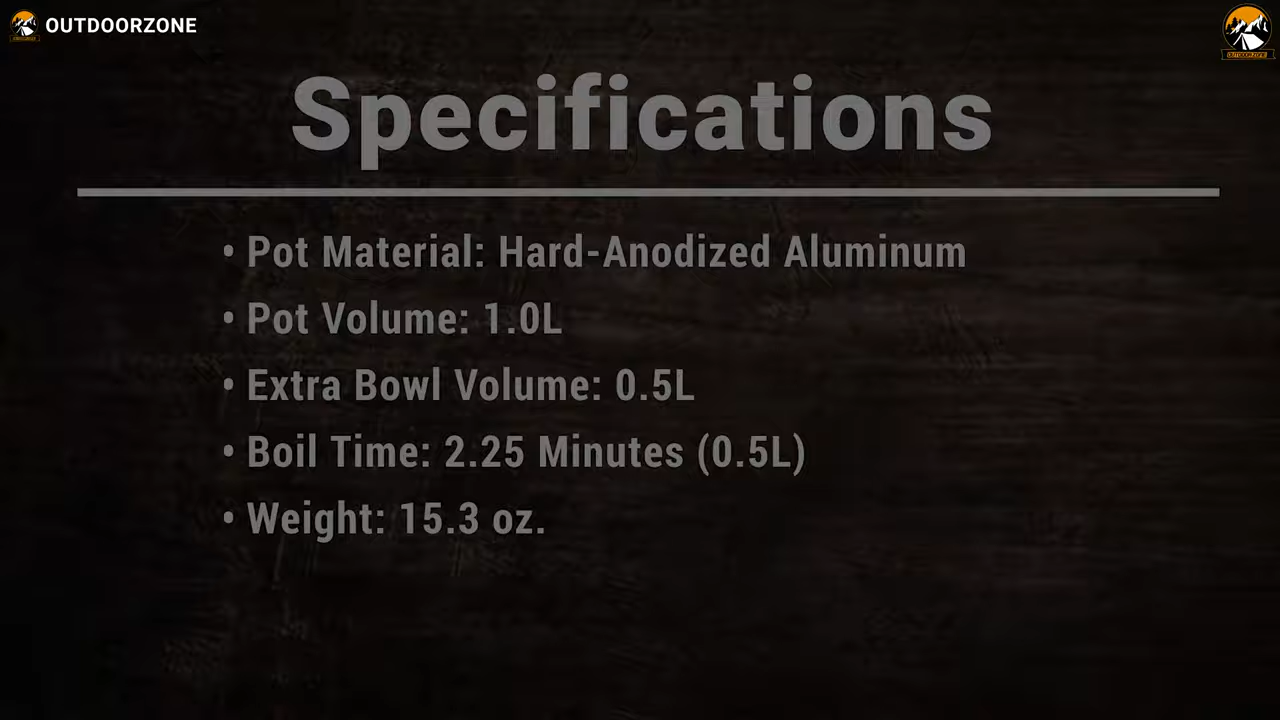 OUTDOORZONE
OUTDOORZONE
Specifications
• Pot Material: Hard-Anodized Aluminum
• Pot Volume: 1.0L
• Extra Bowl Volume: 0.5L
• Boil Time: 2.25 Minutes (0.5L)
• Weight: 15.3 oz.